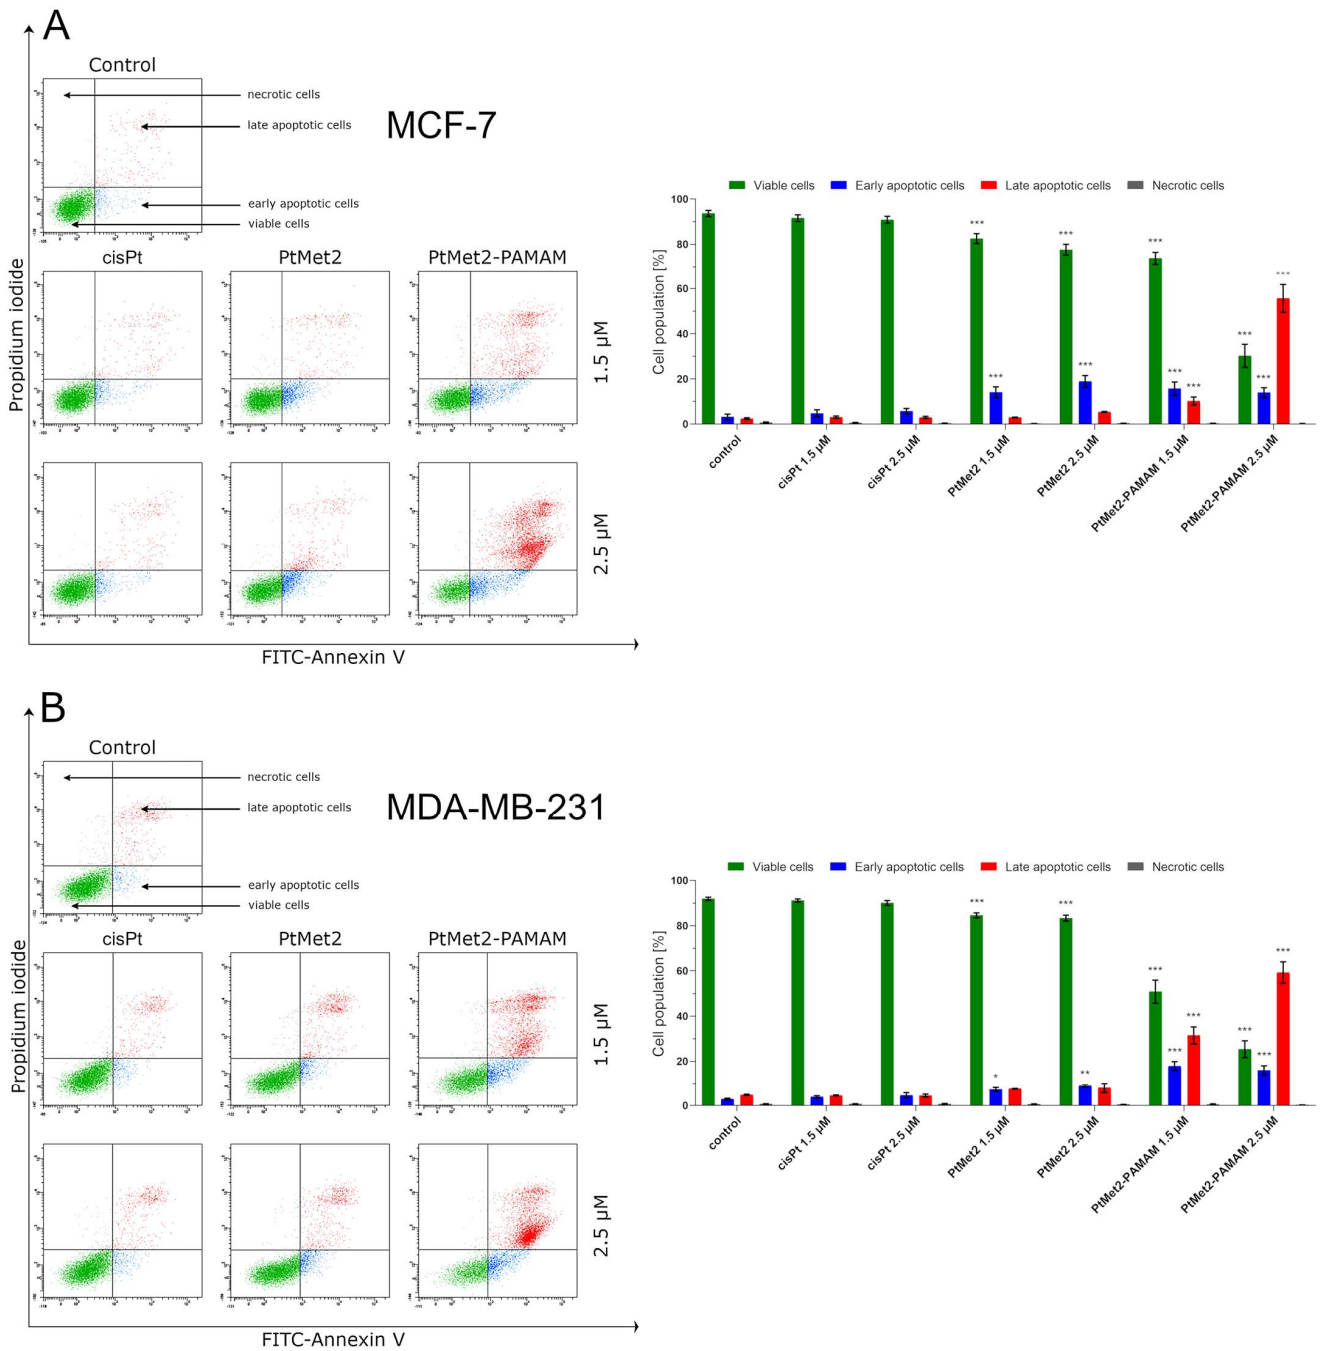 A
Control
necrotic cells
late apoptotic cells
MCF-7
early apoptotic cells
viable cells
cisPt
PtMet2
PtMet2-PAMAM
1.5 µM
2.5 µM
Propidium iodide
FITC-Annexin V
Viable cells
Early apoptotic cells
Late apoptotic cells
Necrotic cells
Cell population [%]
100
80
60
40
20
0
***
***
***
***
***
***
***
***
***
***
***
control
cisPt 1.5 µM
cisPt 2.5 µM
PtMet2 1.5 µM
PtMet2 2.5 µM
PtMet2-PAMAM 1.5 µM
PtMet2-PAMAM 2.5 µM
B
Control
necrotic cells
late apoptotic cells
MDA-MB-231
early apoptotic cells
viable cells
cisPt
PtMet2
PtMet2-PAMAM
1.5 µM
2.5 µM
Propidium iodide
FITC-Annexin V
Viable cells
Early apoptotic cells
Late apoptotic cells
Necrotic cells
Cell population [%]
100
80
60
40
20
0
***
*
***
**
***
***
***
***
***
***
control
cisPt 1.5 µM
cisPt 2.5 µM
PtMet2 1.5 µM
PtMet2 2.5 µM
PtMet2-PAMAM 1.5 µM
PtMet2-PAMAM 2.5 µM